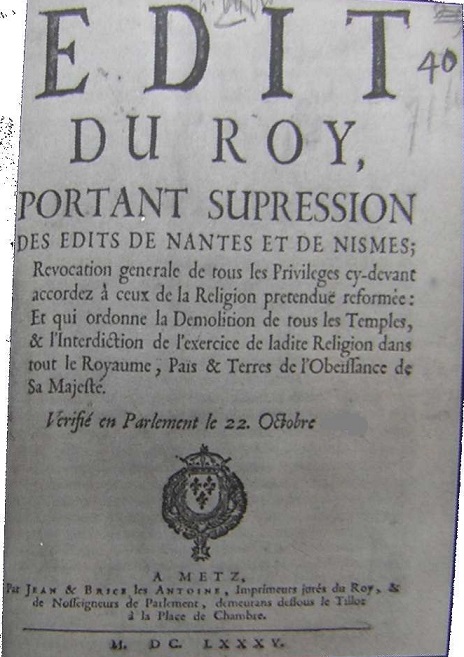 EDIT
40
DU ROY,
PORTANT SUPRESSION
DES EDITS DE NANTES ET DE NISMES;
Revocation generale de tous les Privileges cy-devant
accordez à ceux de la Religion pretenduë reformée:
Et qui ordonne la Demolition de tous les Temples,
& l'Interdiction de l'exercice de ladite Religion dans
tout le Royaume, Païs & Terres de l'Obeïssance de
Sa Majesté.
Verifié en Parlement le 22. Octobre
A METZ,
Par JEAN & BRICE les ANTOINE, Imprimeurs jurés du Roy, &
de Nosseigneurs de Parlement, demeurans dessous le Tillot
à la Place de Chambre.
M. DC. LXXXV.